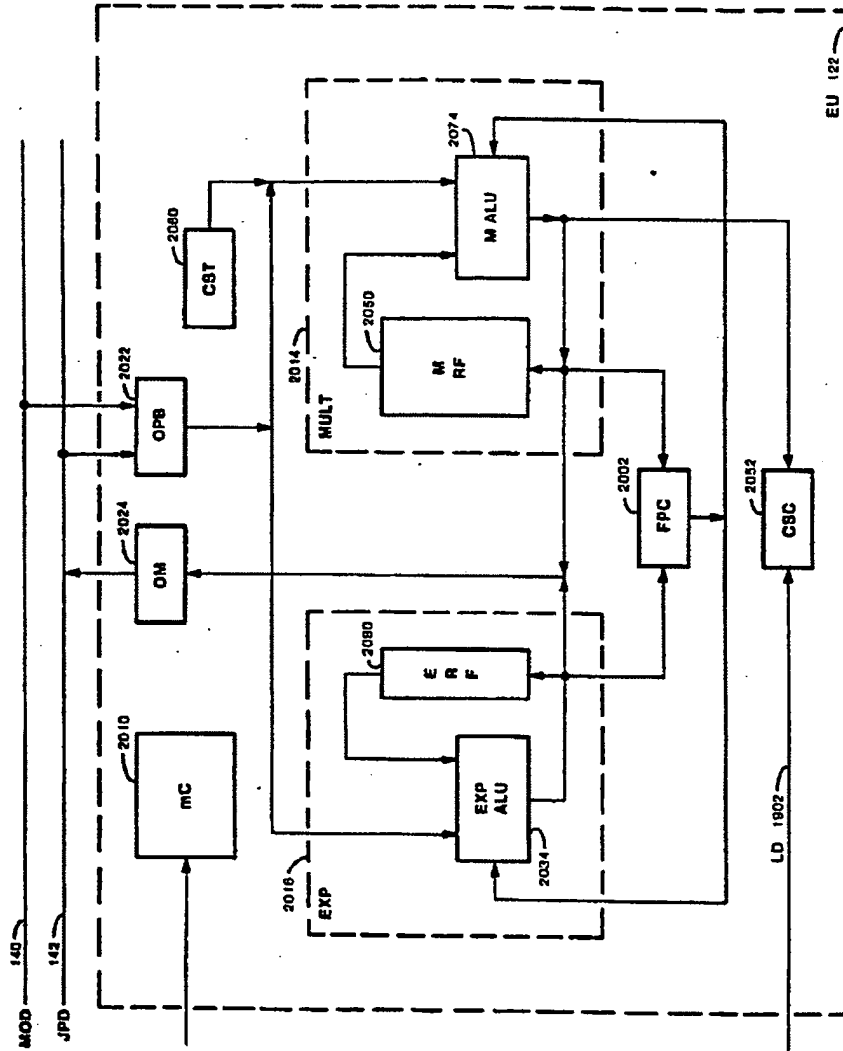 MOD
140
JPD
142
2010
mC
2024
OM
2022
OPB
2060
CST
2016
EXP
EXP
ALU
2034
2080
E
R
F
2014
MULT
2050
M
RF
2074
M ALU
2002
FPC
2052
CSC
LD 1902
EU 122